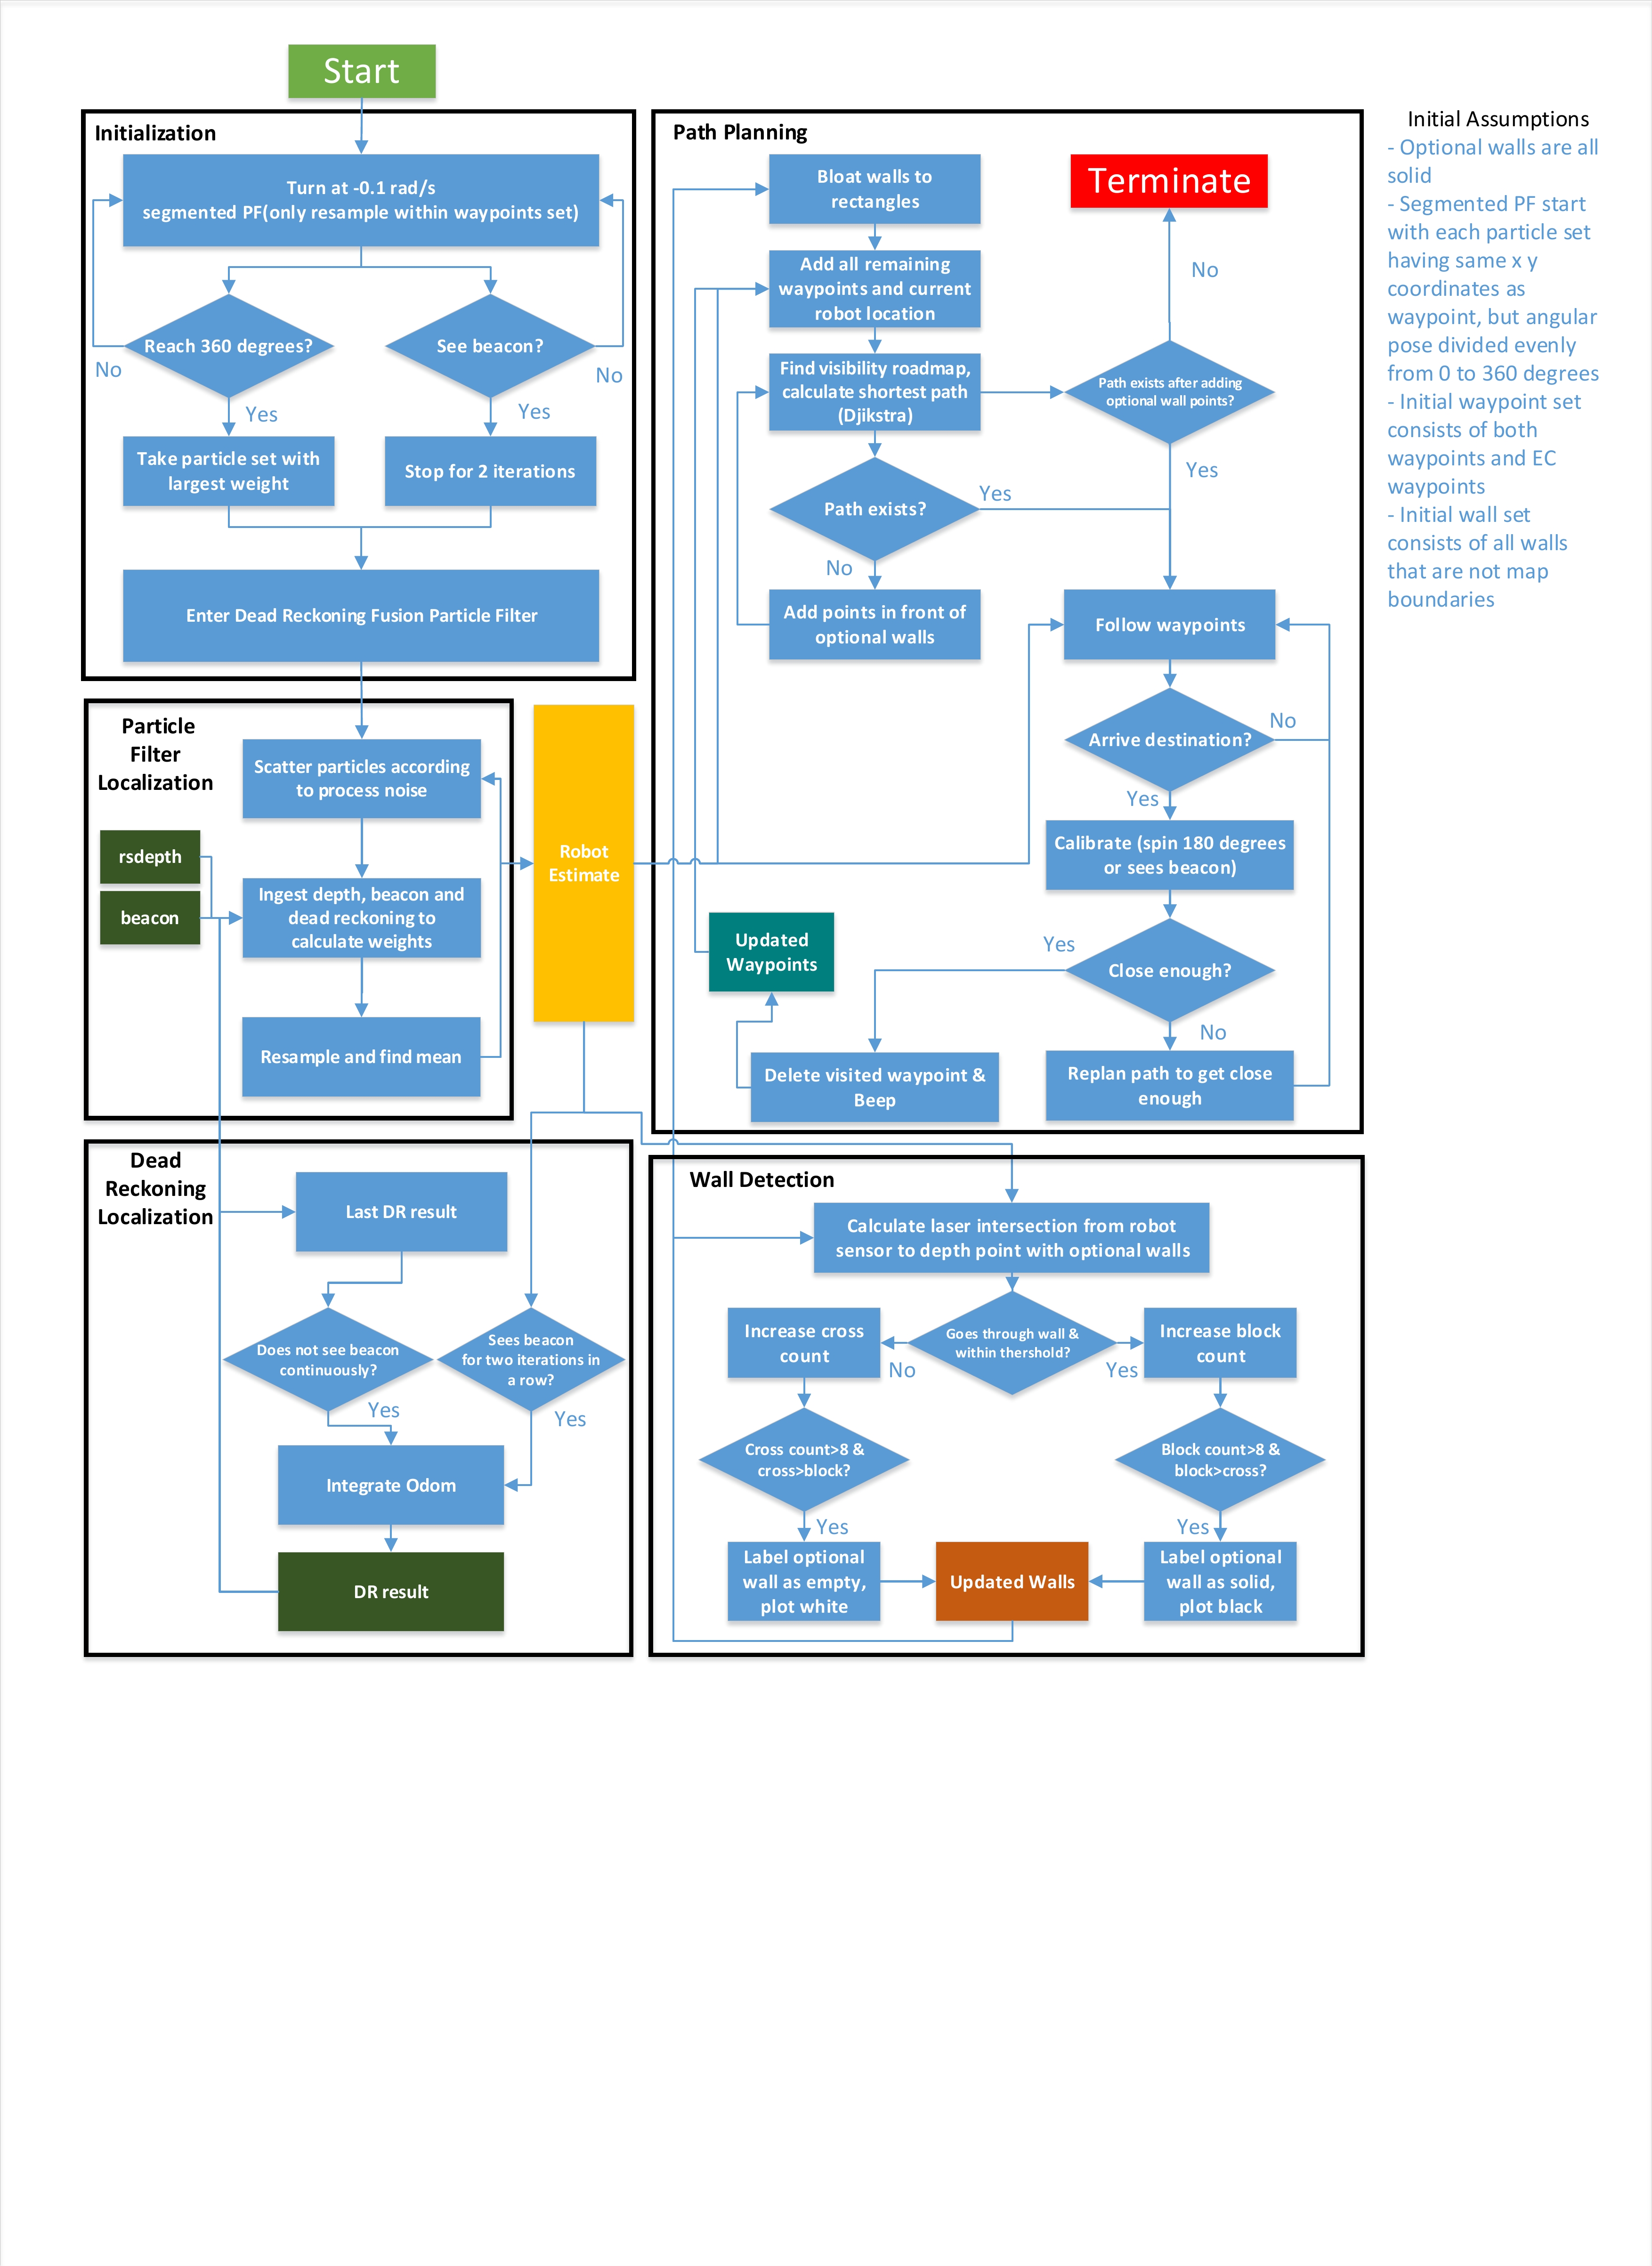 Start
Initialization
Turn at -0.1 rad/s
segmented PF(only resample within waypoints set)
Reach 360 degrees?
See beacon?
No
No
Yes
Yes
Take particle set with
largest weight
Stop for 2 iterations
Enter Dead Reckoning Fusion Particle Filter
Particle
Filter
Localization
Scatter particles according
to process noise
rsdepth
beacon
Ingest depth, beacon and
dead reckoning to
calculate weights
Resample and find mean
Robot
Estimate
Dead
Reckoning
Localization
Last DR result
Does not see beacon
continuously?
Sees beacon
for two iterations in
a row?
Yes
Yes
Integrate Odom
DR result
Path Planning
Bloat walls to
rectangles
Terminate
Add all remaining
waypoints and current
robot location
No
Find visibility roadmap,
calculate shortest path
(Djikstra)
Path exists after adding
optional wall points?
Yes
Path exists?
Yes
No
Add points in front of
optional walls
Follow waypoints
Arrive destination?
No
Yes
Calibrate (spin 180 degrees
or sees beacon)
Updated
Waypoints
Close enough?
Yes
No
Delete visited waypoint &
Beep
Replan path to get close
enough
Wall Detection
Calculate laser intersection from robot
sensor to depth point with optional walls
Increase cross
count
Goes through wall &
within thershold?
Increase block
count
No
Yes
Cross count>8 &
cross>block?
Block count>8 &
block>cross?
Yes
Yes
Label optional
wall as empty,
plot white
Updated Walls
Label optional
wall as solid,
plot black
Initial Assumptions
- Optional walls are all
solid
- Segmented PF start
with each particle set
having same x y
coordinates as
waypoint, but angular
pose divided evenly
from 0 to 360 degrees
- Initial waypoint set
consists of both
waypoints and EC
waypoints
- Initial wall set
consists of all walls
that are not map
boundaries